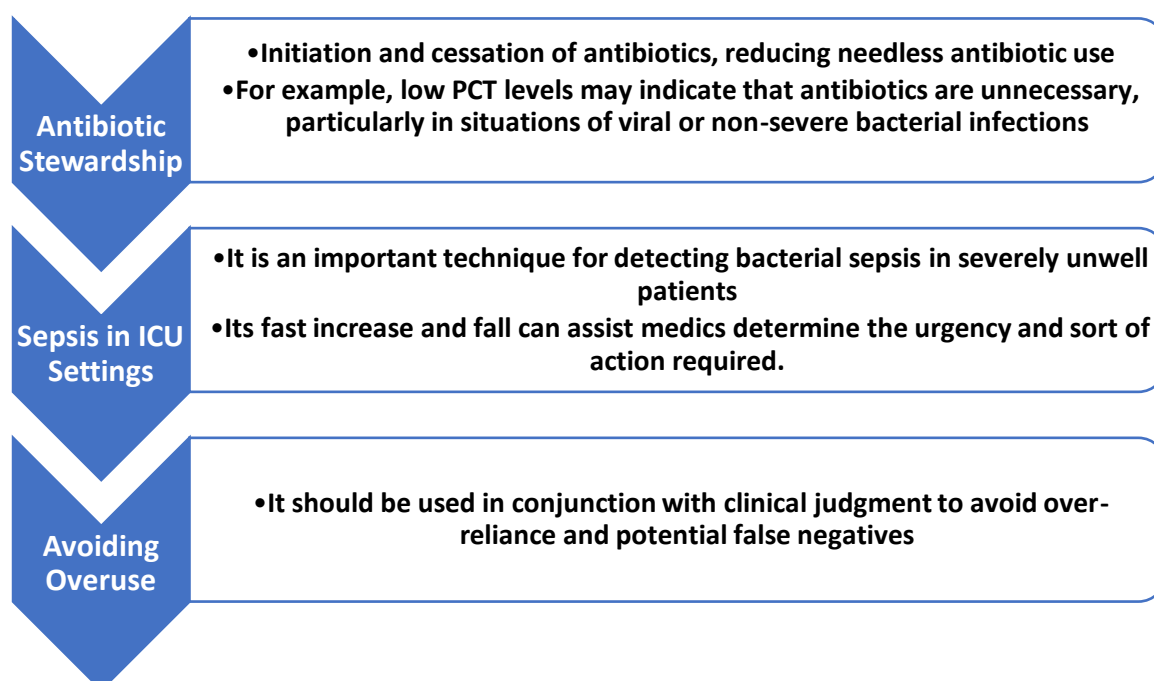 Antibiotic
Stewardship
•Initiation and cessation of antibiotics, reducing needless antibiotic use
•For example, low PCT levels may indicate that antibiotics are unnecessary,
particularly in situations of viral or non-severe bacterial infections
Sepsis in ICU
Settings
•It is an important technique for detecting bacterial sepsis in severely unwell
patients
•Its fast increase and fall can assist medics determine the urgency and sort of
action required.
Avoiding
Overuse
•It should be used in conjunction with clinical judgment to avoid over-
reliance and potential false negatives